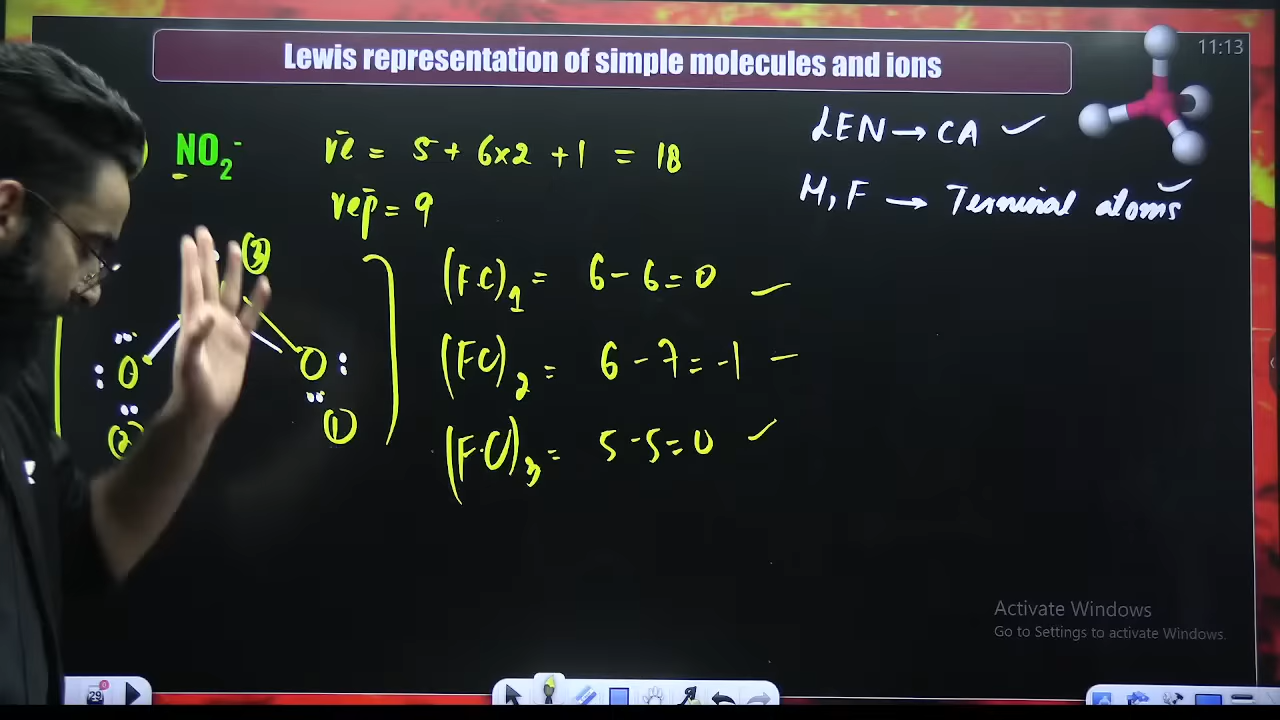 11:13
Lewis representation of simple molecules and ions
LEN → CA ✓
NO₂⁻
ve̅ = 5 + 6x2 + 1 = 18
M, F → Terminal atoms
vep̅ = 9
(3)
(F.C)₁ = 6 - 6 = 0
(FC)₂ = 6 - 7 = -1
:O
O:
(2)
(1)
(F.C)₃ = 5 - 5 = 0
Activate Windows
Go to Settings to activate Windows.
29